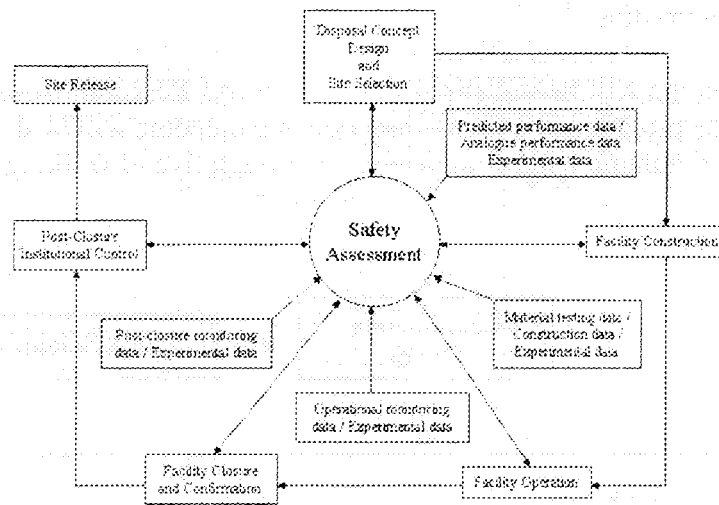 Disposal Concept
Design
and
Site Selection
Site Release
Predicted performance data /
Analogue performance data
Experimental data
Safety
Assessment
Post-Closure
Institutional Control
Facility Construction
Post-closure monitoring
data / Experimental data
Material testing data /
Construction data /
Experimental data
Operational monitoring
data / Experimental data
Facility Closure
and Confirmation
Facility Operation